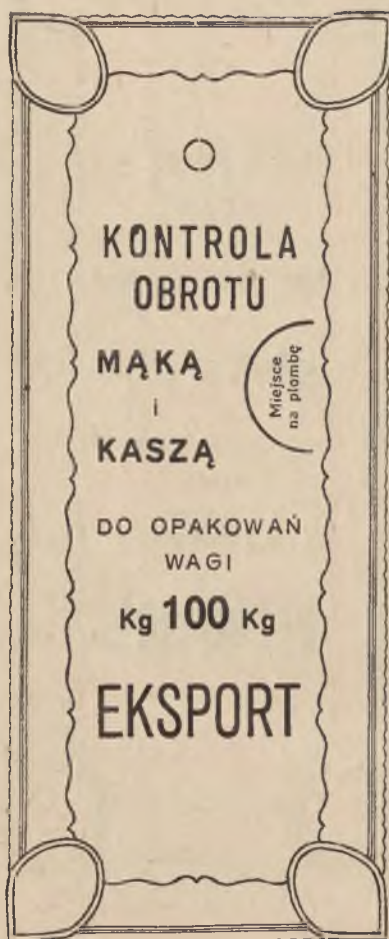 KONTROLA
OBROTU
MĄKĄ
i
KASZĄ
Miejsce
na plombę
DO OPAKOWAŃ
WAGI
Kg 100 Kg
EKSPORT